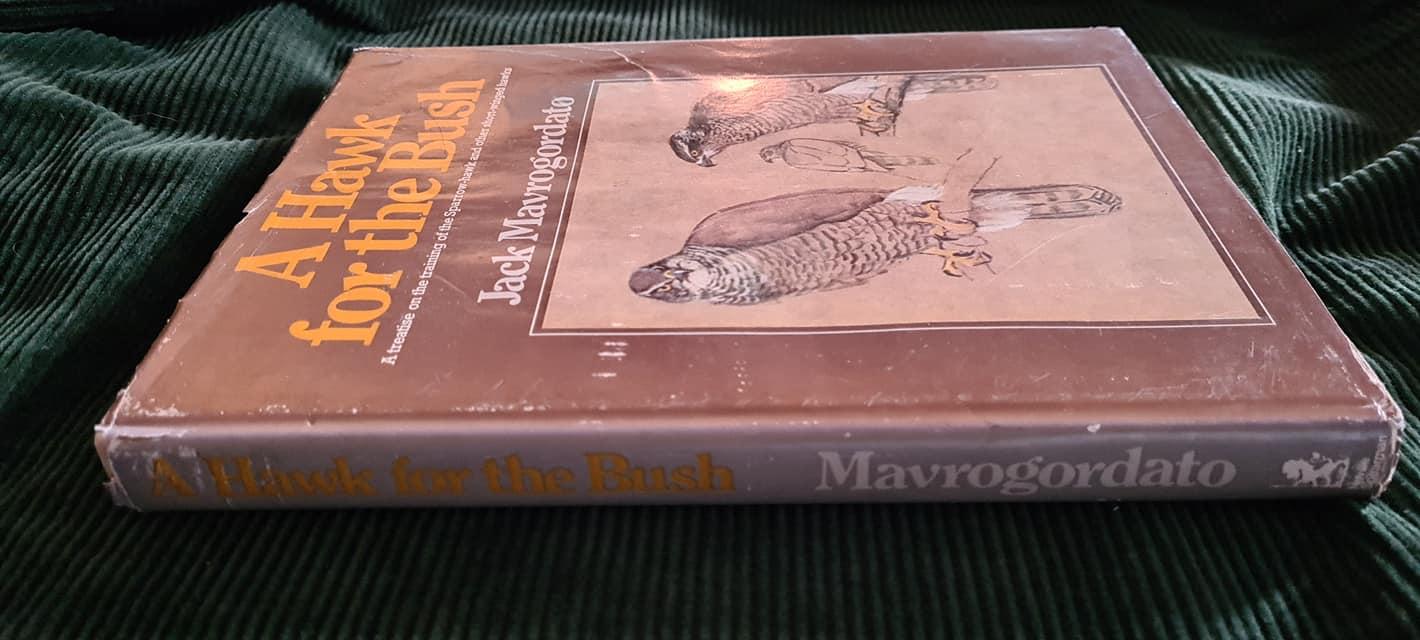 A Hawk
for the Bush
A treatise on the training of the Sparrow-hawk and other short-winged hawks
Jack Mavrogordato
A Hawk for the Bush
Mavrogordato